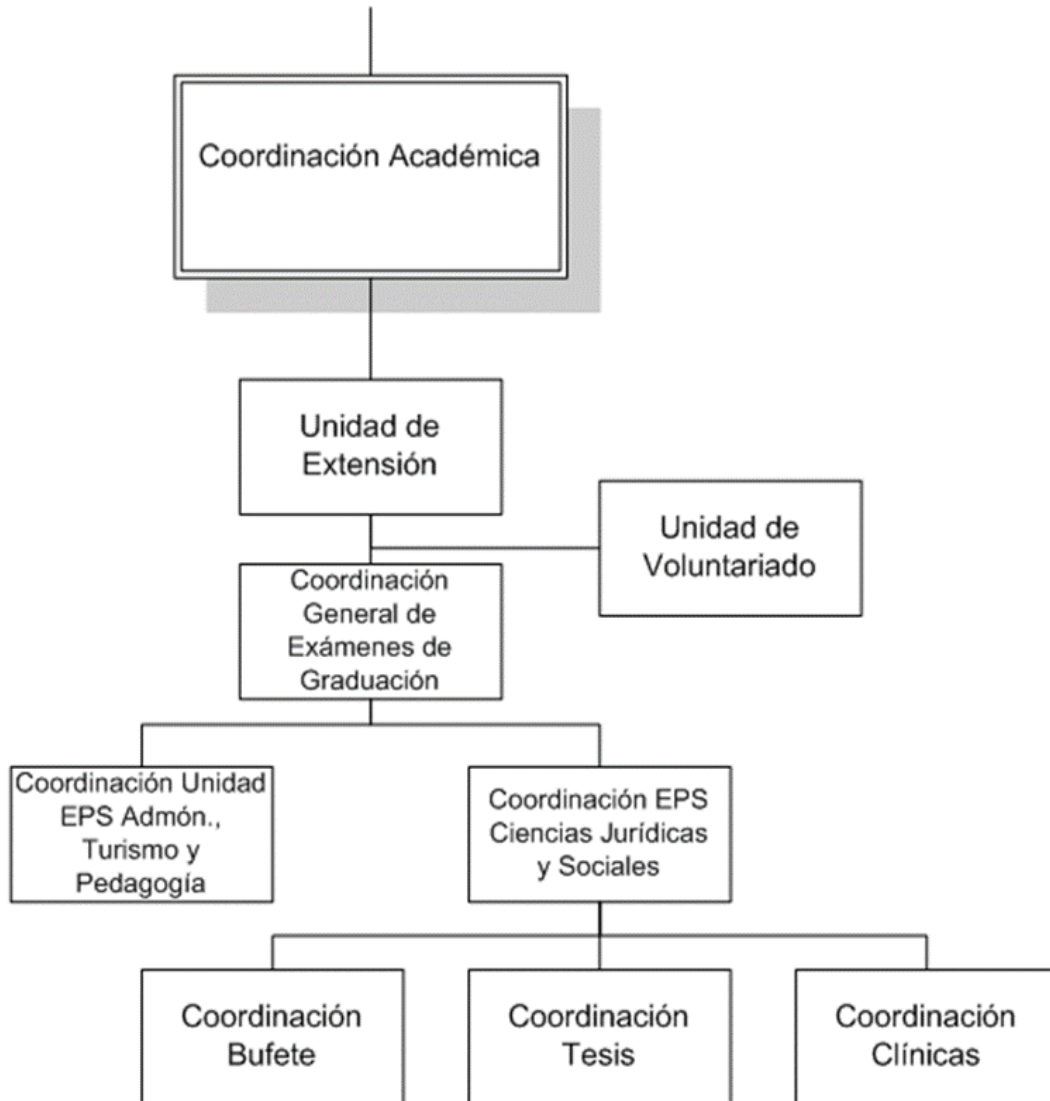 Coordinación Académica
Unidad de
Extensión
Unidad de
Voluntariado
Coordinación
General de
Exámenes de
Graduación
Coordinación Unidad
EPS Admón.,
Turismo y
Pedagogía
Coordinación EPS
Ciencias Jurídicas
y Sociales
Coordinación
Bufete
Coordinación
Tesis
Coordinación
Clínicas